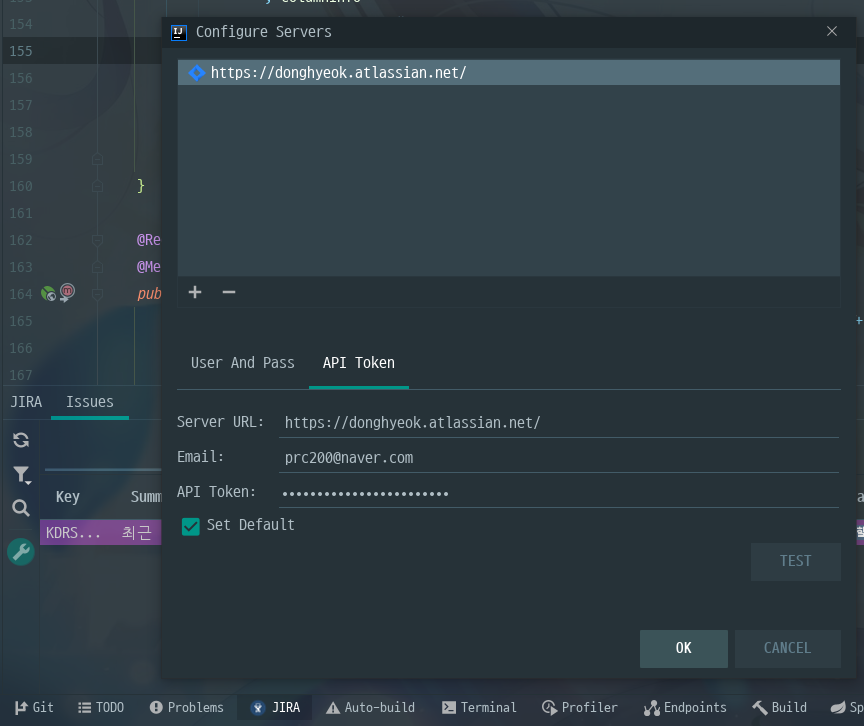 153
columnInfo
154
155
156
157
158
159
160 }
161
162 @Re
163 @Me
164 pub
165
166
167
Configure Servers
https://donghyeok.atlassian.net/
User And Pass API Token
Server URL: https://donghyeok.atlassian.net/
Email: prc200@naver.com
API Token: ••••••••••••••••••••••••
Set Default
TEST
OK CANCEL
JIRA Issues
Key Summ
KDRS... 최근
Git TODO Problems JIRA Auto-build Terminal Profiler Endpoints Build Sp